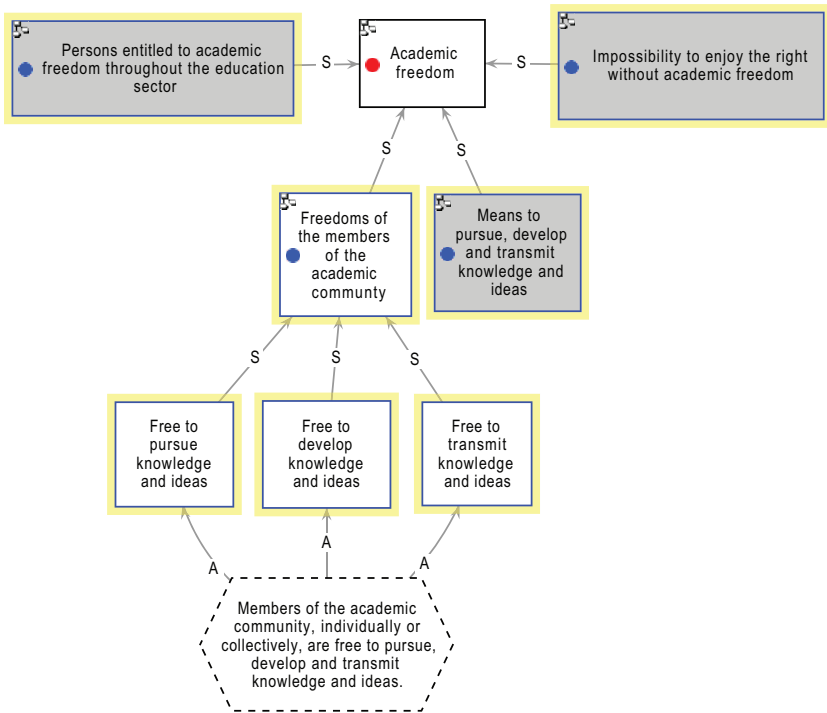 Persons entitled to academic
freedom throughout the education
sector
S
Academic
freedom
S
Impossibility to enjoy the right
without academic freedom
S
S
Freedoms of
the members
of the
academic
communty
Means to
pursue, develop
and transmit
knowledge and
ideas
S
S
S
Free to
pursue
knowledge
and ideas
Free to
develop
knowledge
and ideas
Free to
transmit
knowledge
and ideas
A
A
A
Members of the academic
community, individually or
collectively, are free to pursue,
develop and transmit
knowledge and ideas.